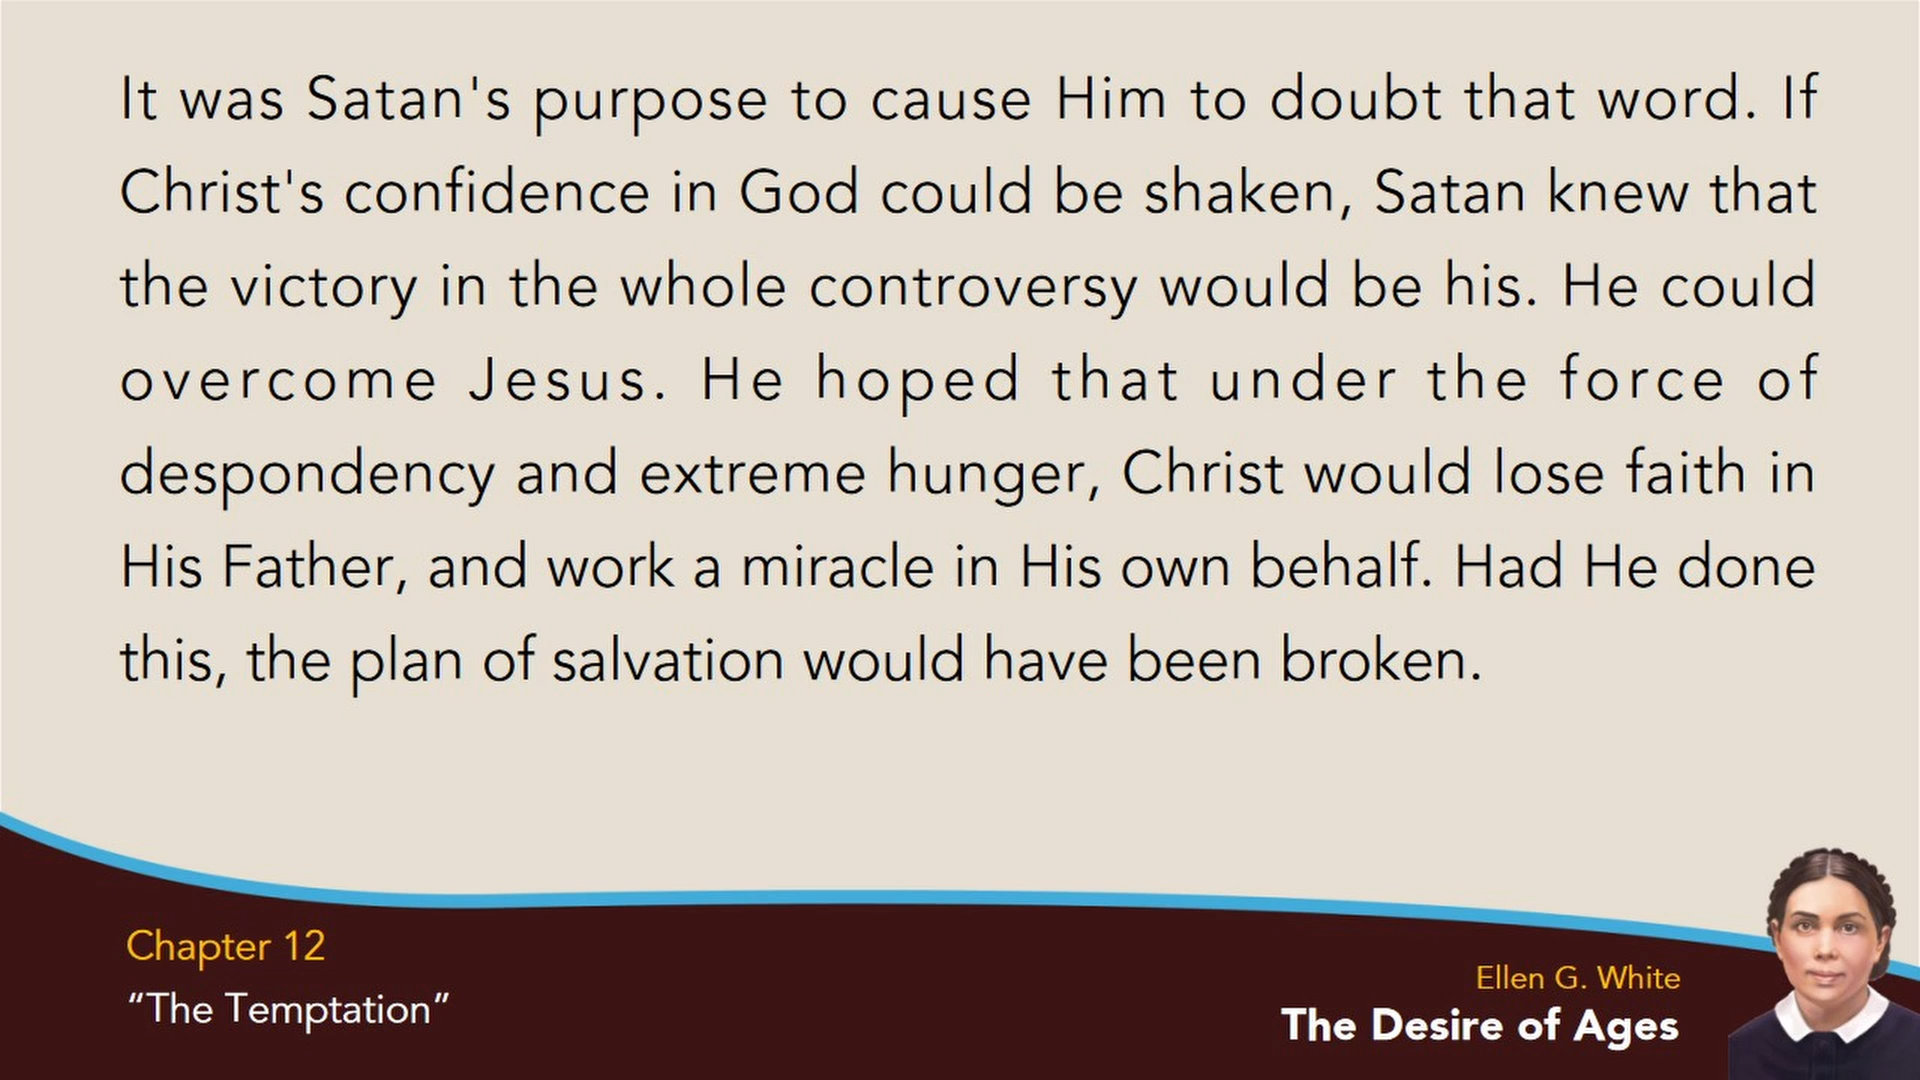 It was Satan's purpose to cause Him to doubt that word. If
Christ's confidence in God could be shaken, Satan knew that
the victory in the whole controversy would be his. He could
overcome Jesus. He hoped that under the force of
despondency and extreme hunger, Christ would lose faith in
His Father, and work a miracle in His own behalf. Had He done
this, the plan of salvation would have been broken.
Chapter 12
“The Temptation”
Ellen G. White
The Desire of Ages